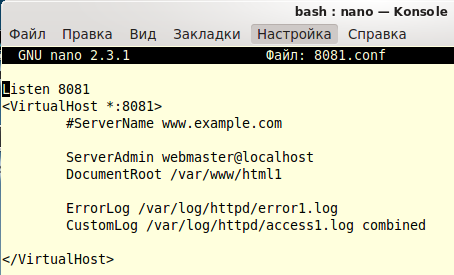 bash : nano — Konsole
Файл Правка Вид Закладки Настройка Справка
GNU nano 2.3.1 Файл: 8081.conf
Listen 8081
<VirtualHost *:8081>
#ServerName www.example.com
ServerAdmin webmaster@localhost
DocumentRoot /var/www/html1
ErrorLog /var/log/httpd/error1.log
CustomLog /var/log/httpd/access1.log combined
</VirtualHost>